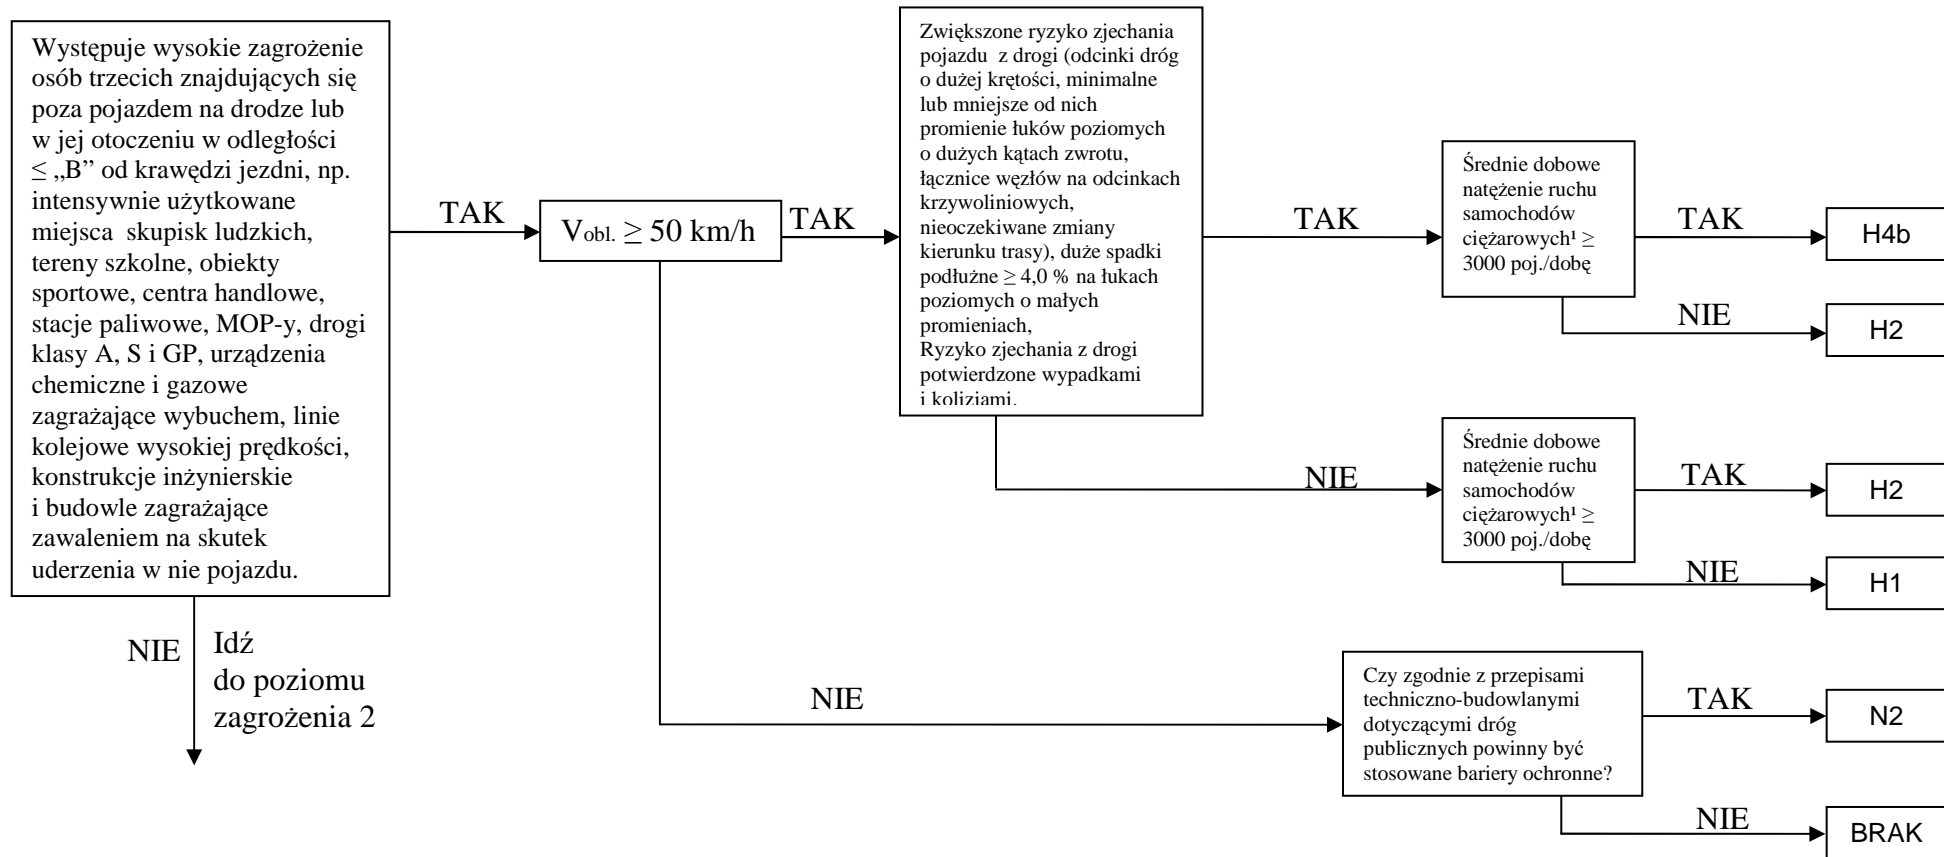 Występuje wysokie zagrożenie
osób trzecich znajdujących się
poza pojazdem na drodze lub
w jej otoczeniu w odległości
≤ „B” od krawędzi jezdni, np.
intensywnie użytkowane
miejsca skupisk ludzkich,
tereny szkolne, obiekty
sportowe, centra handlowe,
stacje paliwowe, MOP-y, drogi
klasy A, S i GP, urządzenia
chemiczne i gazowe
zagrażające wybuchem, linie
kolejowe wysokiej prędkości,
konstrukcje inżynierskie
i budowle zagrażające
zawaleniem na skutek
uderzenia w nie pojazdu.
NIE
Idź
do poziomu
zagrożenia 2
TAK
Vobl. ≥ 50 km/h
TAK
Zwiększone ryzyko zjechania
pojazdu z drogi (odcinki dróg
o dużej krętości, minimalne
lub mniejsze od nich
promienie łuków poziomych
o dużych kątach zwrotu,
łącznice węzłów na odcinkach
krzywoliniowych,
nieoczekiwane zmiany
kierunku trasy), duże spadki
podłużne ≥ 4,0 % na łukach
poziomych o małych
promieniach,
Ryzyko zjechania z drogi
potwierdzone wypadkami
i kolizjami.
TAK
Średnie dobowe
natężenie ruchu
samochodów
ciężarowych¹ ≥
3000 poj./dobę
TAK
H4b
NIE
H2
NIE
Średnie dobowe
natężenie ruchu
samochodów
ciężarowych¹ ≥
3000 poj./dobę
TAK
H2
NIE
H1
NIE
Czy zgodnie z przepisami
techniczno-budowlanymi
dotyczącymi dróg
publicznych powinny być
stosowane bariery ochronne?
TAK
N2
NIE
BRAK